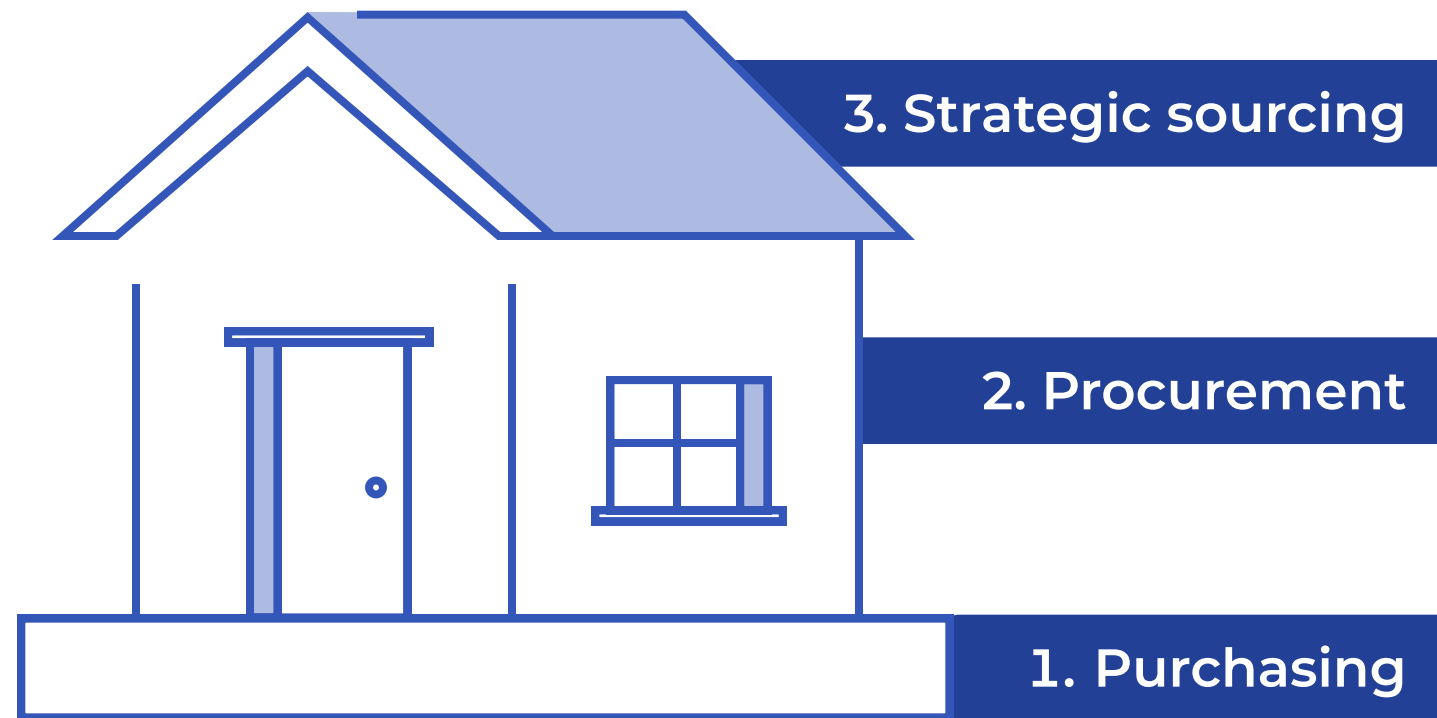 3. Strategic sourcing
2. Procurement
1. Purchasing